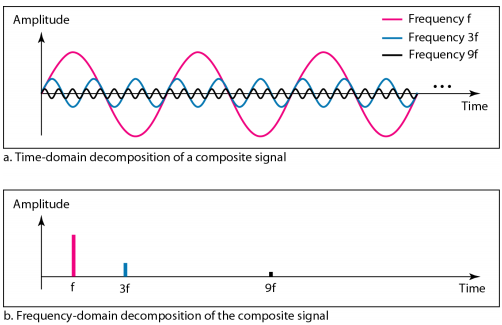 Amplitude
Frequency f
Frequency 3f
Frequency 9f
...
Time
a. Time-domain decomposition of a composite signal
Amplitude
f
3f
9f
Time
b. Frequency-domain decomposition of the composite signal